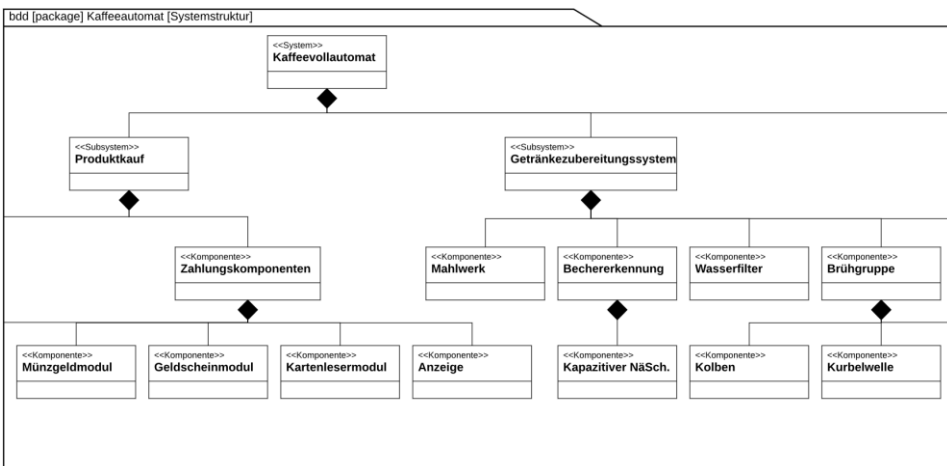 bdd [package] Kaffeeautomat [Systemstruktur]
<<System>>
Kaffeevollautomat
<<Subsystem>>
Produktkauf
<<Subsystem>>
Getränkezubereitungssystem
<<Komponente>>
Zahlungskomponenten
<<Komponente>>
Mahlwerk
<<Komponente>>
Bechererkennung
<<Komponente>>
Wasserfilter
<<Komponente>>
Brühgruppe
<<Komponente>>
Münzgeldmodul
<<Komponente>>
Geldscheinmodul
<<Komponente>>
Kartenlesermodul
<<Komponente>>
Anzeige
<<Komponente>>
Kapazitiver NäSch.
<<Komponente>>
Kolben
<<Komponente>>
Kurbelwelle